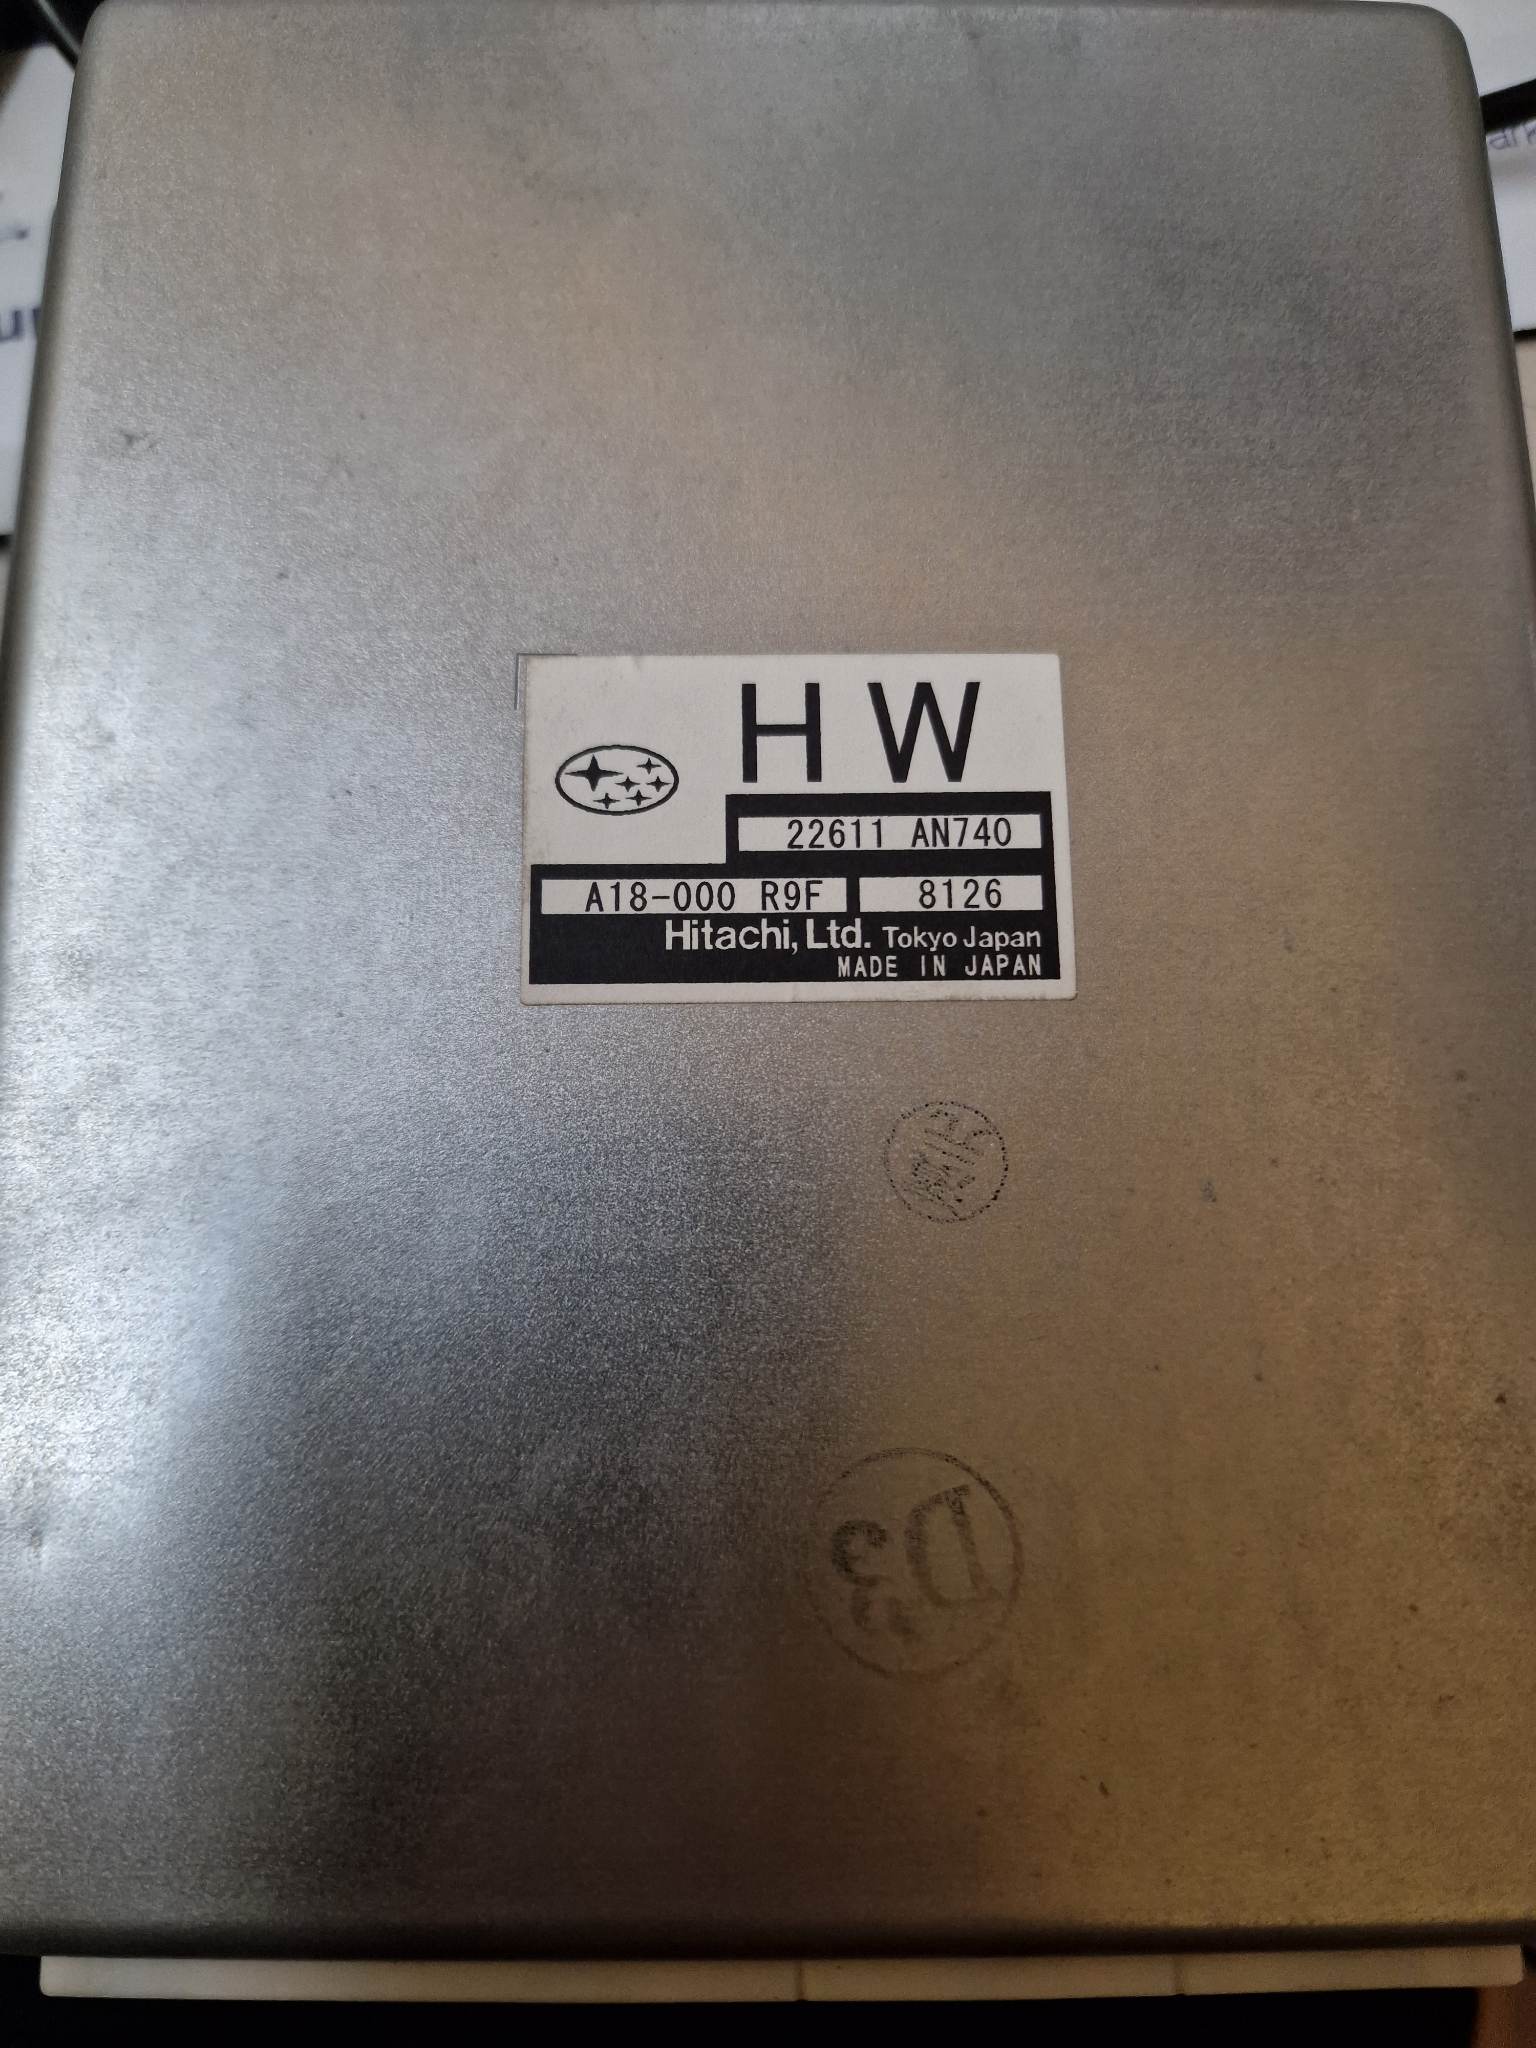 HW
22611 AN740
A18-000 R9F
8126
Hitachi, Ltd. Tokyo Japan
MADE IN JAPAN
D3